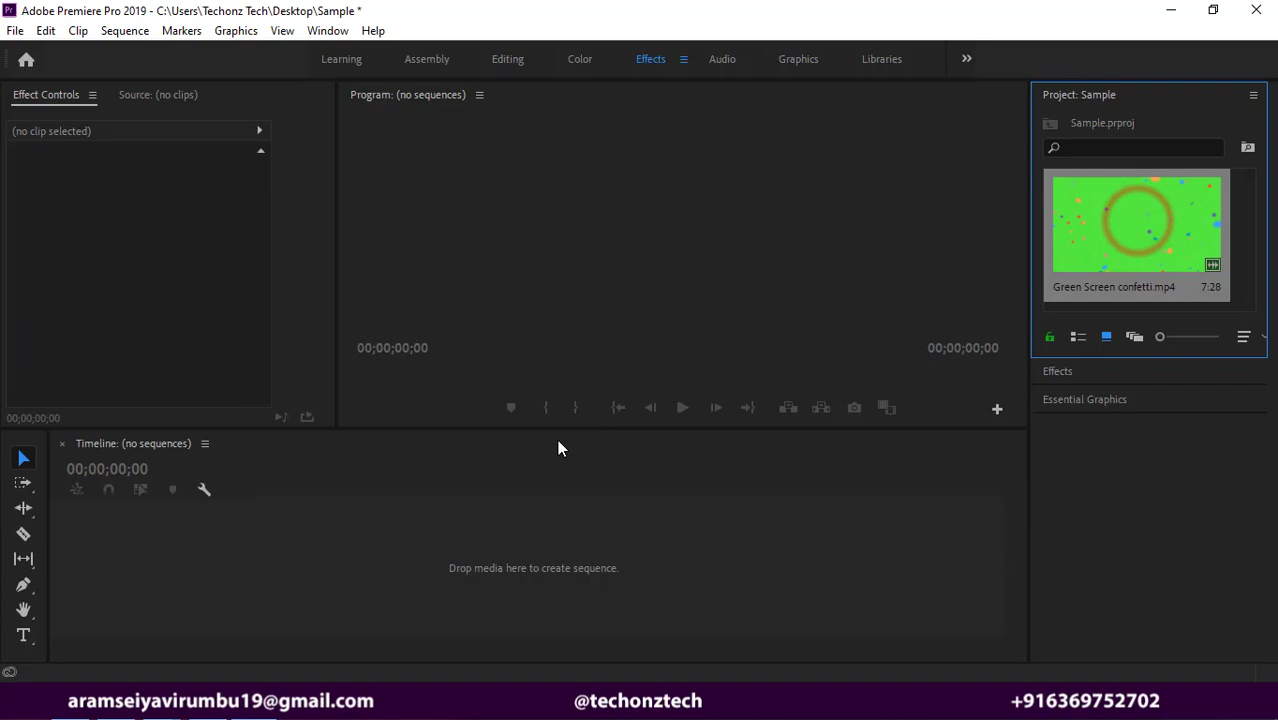 Adobe Premiere Pro 2019 - C:\Users\Techonz Tech\Desktop\Sample *
File Edit Clip Sequence Markers Graphics View Window Help
Learning Assembly Editing Color Effects Audio Graphics Libraries
Effect Controls Source: (no clips) Program: (no sequences) Project: Sample
Sample.prproj
(no clip selected)
Green Screen confetti.mp4 7:28
00;00;00;00 00;00;00;00
Effects
Essential Graphics
00;00;00;00
Timeline: (no sequences)
00;00;00;00
Drop media here to create sequence.
aramseiyavirumbu19@gmail.com @techonztech +916369752702